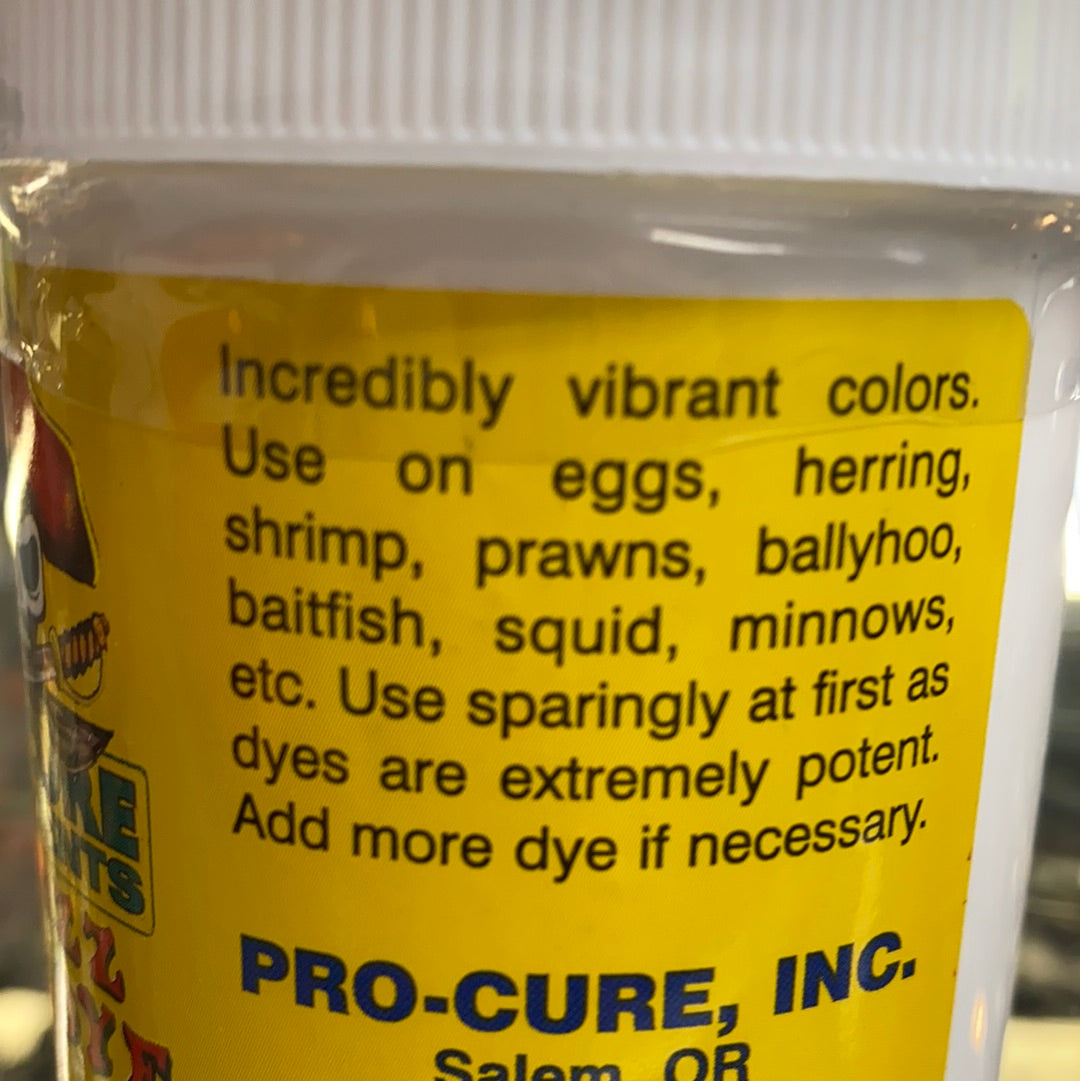 Incredibly vibrant colors.
Use on eggs, herring,
shrimp, prawns, ballyhoo,
baitfish, squid, minnows,
etc. Use sparingly at first as
dyes are extremely potent.
Add more dye if necessary.
PRO-CURE, INC.
Salem, OR